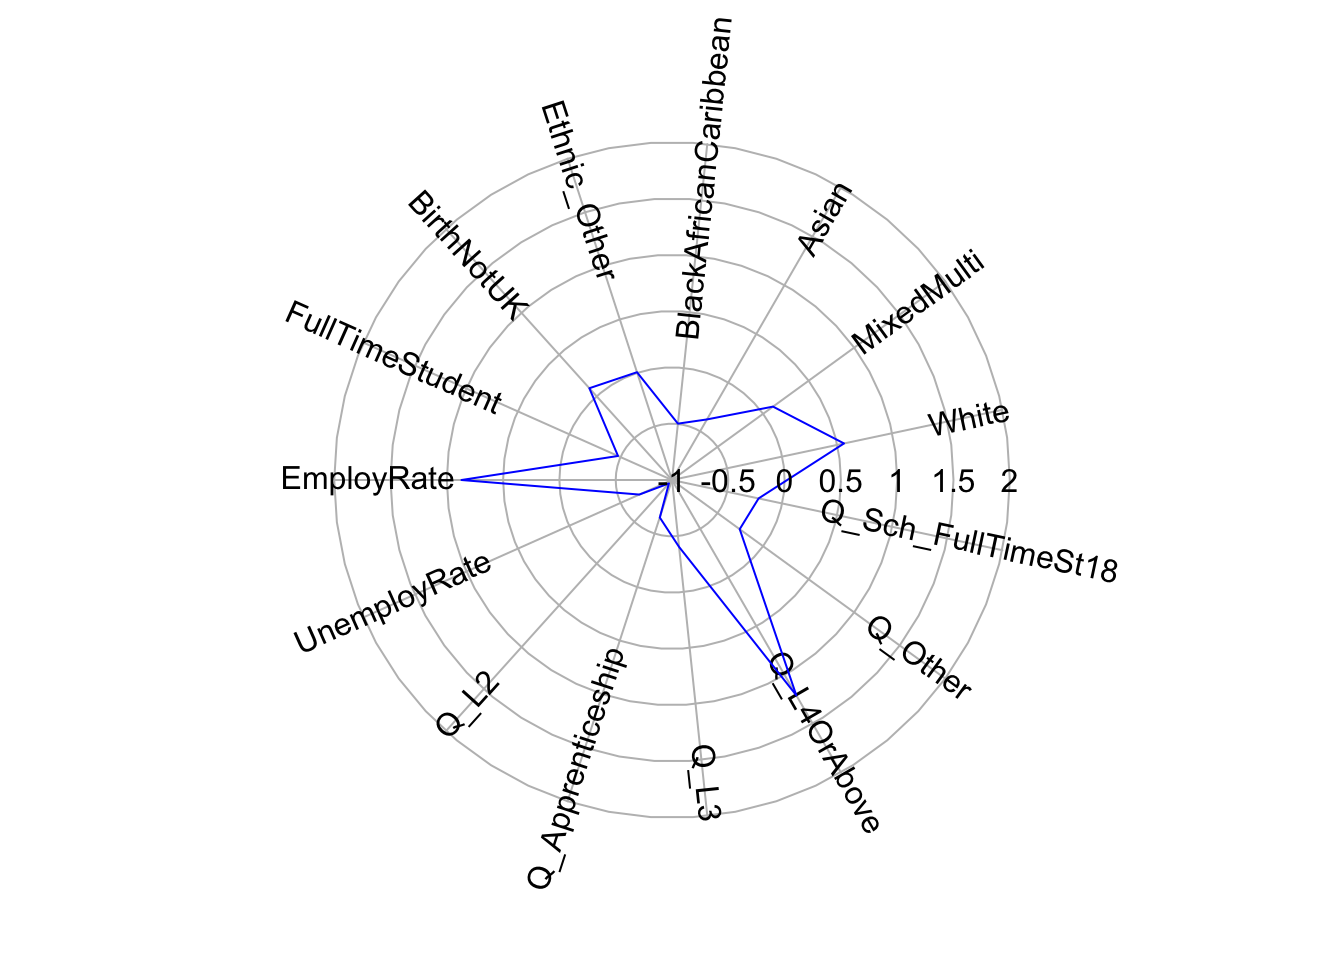 BlackAfricanCaribbean
Ethnic_Other
Asian
BirthNotUK
MixedMulti
FullTimeStudent
White
EmployRate
-1 -0.5 0 0.5 1 1.5 2
Q_Sch_FullTimeSt18
UnemployRate
Q_Other
Q_L2
Q_L4OrAbove
Q_Apprenticeship
Q_L3